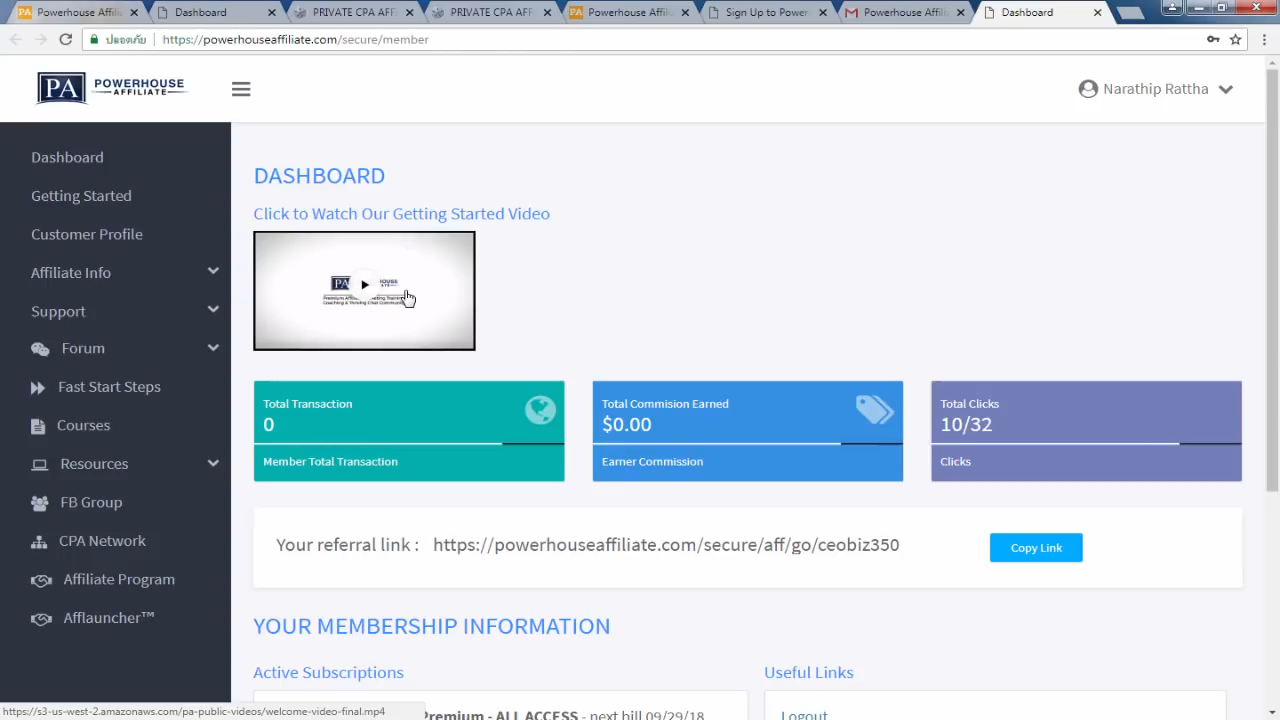 Powerhouse Affili
Dashboard
PRIVATE CPA AFF
PRIVATE CPA AFF
Powerhouse Affili
Sign Up to Power
Powerhouse Affili
Dashboard
ปลอดภัย
https://powerhouseaffiliate.com/secure/member
PA POWERHOUSE
AFFILIATE
Narathip Rattha
Dashboard
Getting Started
Customer Profile
Affiliate Info
Support
Forum
Fast Start Steps
Courses
Resources
FB Group
CPA Network
Affiliate Program
Afflauncher™
DASHBOARD
Click to Watch Our Getting Started Video
Total Transaction
0
Member Total Transaction
Total Commision Earned
$0.00
Earner Commission
Total Clicks
10/32
Clicks
Your referral link : https://powerhouseaffiliate.com/secure/aff/go/ceobiz350
Copy Link
YOUR MEMBERSHIP INFORMATION
Active Subscriptions
Useful Links
Premium - ALL ACCESS - next bill 09/29/18
Logout
https://s3-us-west-2.amazonaws.com/pa-public-videos/welcome-video-final.mp4